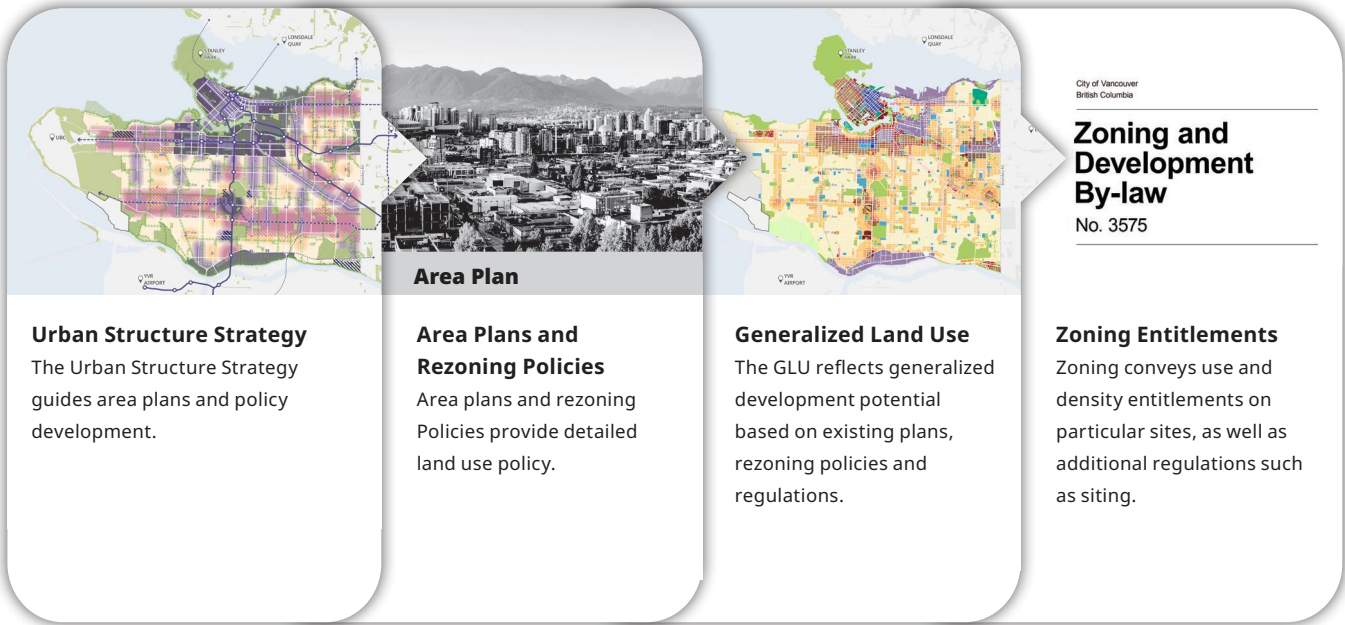 STANLEY
PARK
LONSDALE
QUAY
UBC
YVR
AIRPORT
Urban Structure Strategy
The Urban Structure Strategy
guides area plans and policy
development.
Area Plan
Area Plans and
Rezoning Policies
Area plans and rezoning
Policies provide detailed
land use policy.
STANLEY
PARK
LONSDALE
QUAY
YVR
AIRPORT
Generalized Land Use
The GLU reflects generalized
development potential
based on existing plans,
rezoning policies and
regulations.
City of Vancouver
British Columbia
Zoning and
Development
By-law
No. 3575
Zoning Entitlements
Zoning conveys use and
density entitlements on
particular sites, as well as
additional regulations such
as siting.